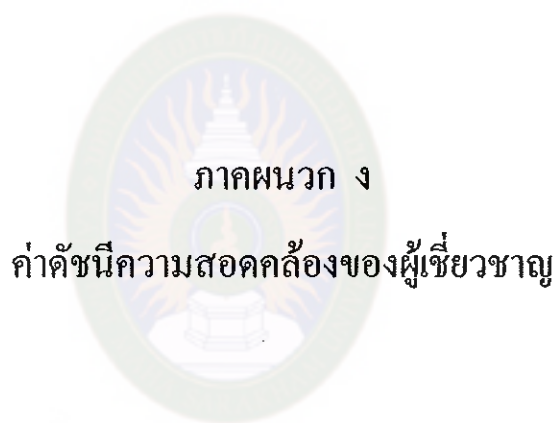 ภาคผนวก ง
ค่าดัชนีความสอดคล้องของผู้เชี่ยวชาญ